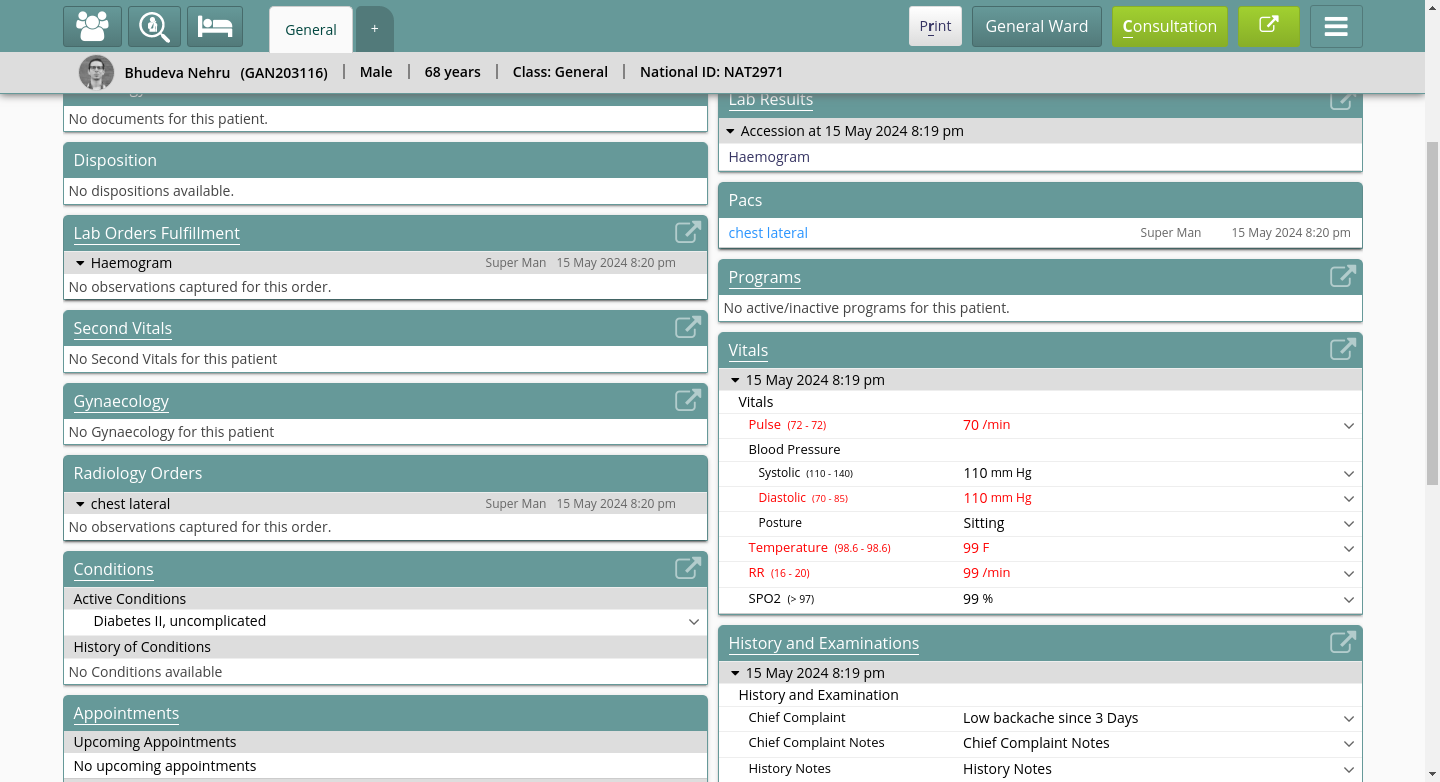 General
+
Print
General Ward
Consultation
Bhudeva Nehru (GAN203116) | Male | 68 years | Class: General | National ID: NAT2971
No documents for this patient.
Disposition
No dispositions available.
Lab Orders Fulfillment
Haemogram Super Man 15 May 2024 8:20 pm
No observations captured for this order.
Second Vitals
No Second Vitals for this patient
Gynaecology
No Gynaecology for this patient
Radiology Orders
chest lateral Super Man 15 May 2024 8:20 pm
No observations captured for this order.
Conditions
Active Conditions
Diabetes II, uncomplicated
History of Conditions
No Conditions available
Appointments
Upcoming Appointments
No upcoming appointments
Lab Results
Accession at 15 May 2024 8:19 pm
Haemogram
Pacs
chest lateral Super Man 15 May 2024 8:20 pm
Programs
No active/inactive programs for this patient.
Vitals
15 May 2024 8:19 pm
Vitals
Pulse (72 - 72) 70 /min
Blood Pressure
Systolic (110 - 140) 110 mm Hg
Diastolic (70 - 85) 110 mm Hg
Posture Sitting
Temperature (98.6 - 98.6) 99 F
RR (16 - 20) 99 /min
SPO2 (> 97) 99 %
History and Examinations
15 May 2024 8:19 pm
History and Examination
Chief Complaint Low backache since 3 Days
Chief Complaint Notes Chief Complaint Notes
History Notes History Notes